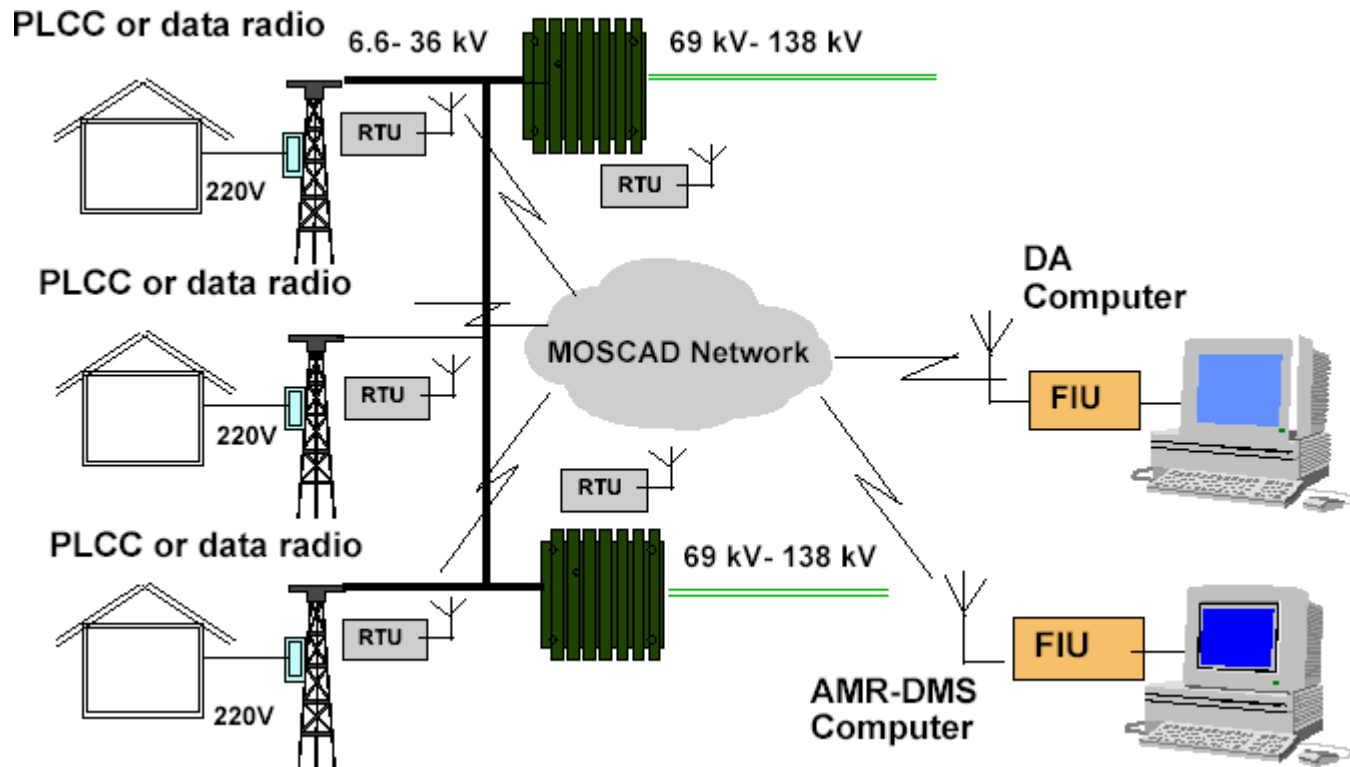 PLCC or data radio
6.6- 36 kV
69 kV- 138 kV
RTU
RTU
220V
PLCC or data radio
DA
Computer
MOSCAD Network
RTU
FIU
220V
RTU
PLCC or data radio
69 kV- 138 kV
RTU
FIU
220V
AMR-DMS
Computer